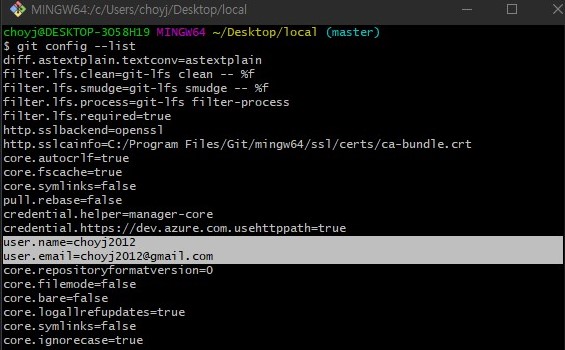 MINGW64:/c/Users/choyj/Desktop/local
choyj@DESKTOP-3O58H19 MINGW64 ~/Desktop/local (master)
$ git config --list
diff.astextplain.textconv=astextplain
filter.lfs.clean=git-lfs clean -- %f
filter.lfs.smudge=git-lfs smudge -- %f
filter.lfs.process=git-lfs filter-process
filter.lfs.required=true
http.sslbackend=openssl
http.sslcainfo=C:/Program Files/Git/mingw64/ssl/certs/ca-bundle.crt
core.autocrlf=true
core.fscache=true
core.symlinks=false
pull.rebase=false
credential.helper=manager-core
credential.https://dev.azure.com.usehttppath=true
user.name=choyj2012
user.email=choyj2012@gmail.com
core.repositoryformatversion=0
core.filemode=false
core.bare=false
core.logallrefupdates=true
core.symlinks=false
core.ignorecase=true